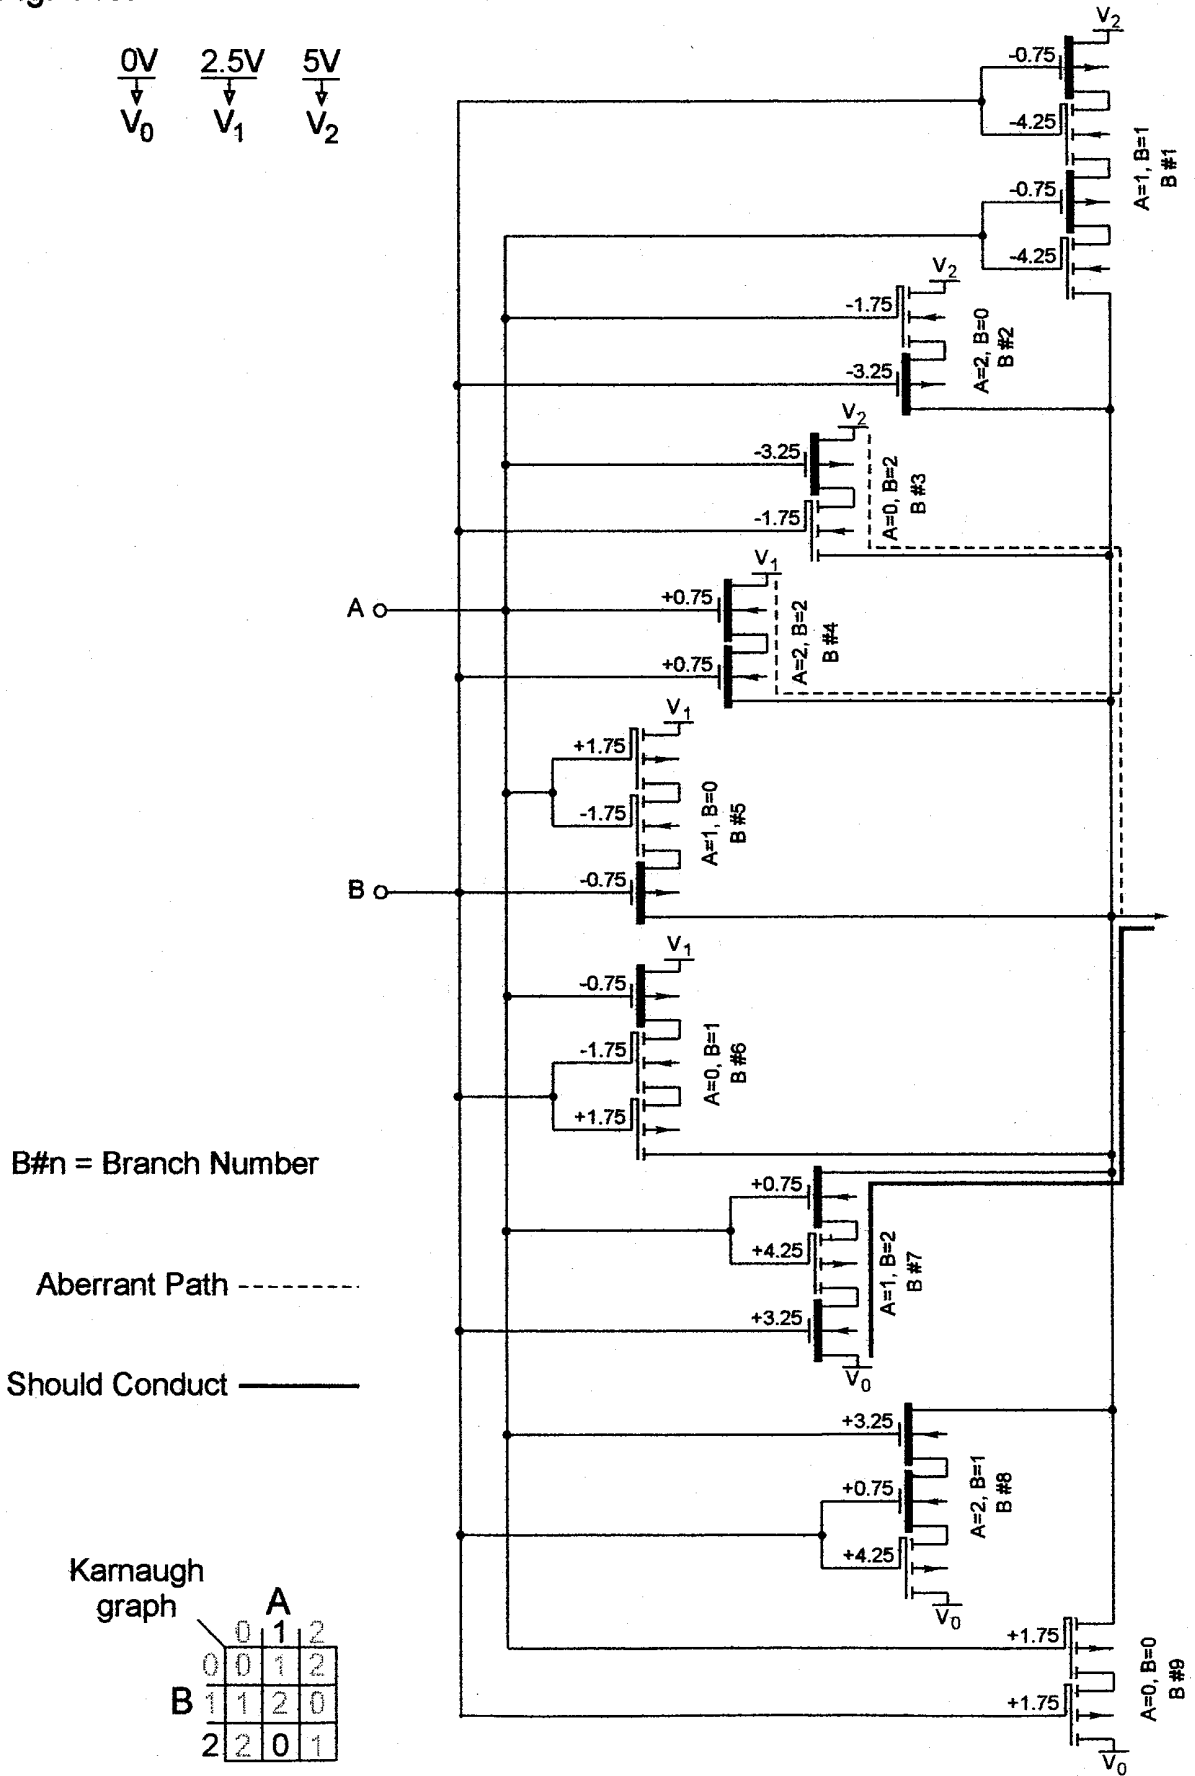 0V 2.5V 5V
V0 V1 V2
V2
-0.75
-4.25
-0.75
-4.25
A=1, B=1
B #1
V2
-1.75
-3.25
A=2, B=0
B #2
V2
-3.25
-1.75
A=0, B=2
B #3
V1
A
+0.75
+0.75
A=2, B=2
B #4
V1
+1.75
-1.75
-0.75
A=1, B=0
B #5
B
V1
-0.75
-1.75
+1.75
A=0, B=1
B #6
B#n = Branch Number
+0.75
+4.25
+3.25
A=1, B=2
B #7
V0
Aberrant Path
Should Conduct
+3.25
+0.75
+4.25
A=2, B=1
B #8
V0
+1.75
+1.75
A=0, B=0
B #9
V0
Karnaugh
graph
A
0 1 2
0 0 1 2
B 1 1 2 0
2 2 0 1